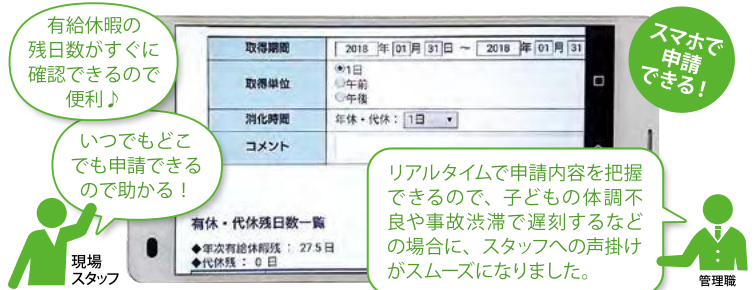 有給休暇の
残日数がすぐに
確認できるので
便利♪
いつでもどこ
でも申請できる
ので助かる！
現場
スタッフ
スマホで
申請
できる！
取得期間
2018 年 01 月 31 日 ～ 2018 年 01 月 31
取得単位
1日
午前
午後
消化時間
年休・代休： 1日
コメント
有休・代休残日数一覧
◆年次有給休暇残 ： 27.5 日
◆代休残 ： 0 日
リアルタイムで申請内容を把握
できるので、子どもの体調不
良や事故渋滞で遅刻するなど
の場合に、スタッフへの声掛け
がスムーズになりました。
管理職